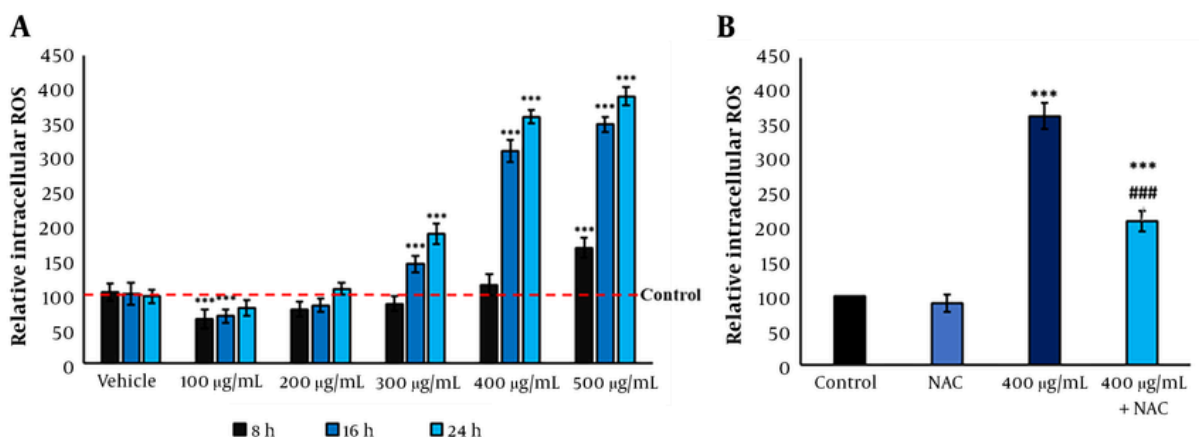 A
Relative intracellular ROS
450
400
350
300
250
200
150
100
50
0
***
***
***
***
***
***
***
***
***
Control
Vehicle
100 µg/mL
200 µg/mL
300 µg/mL
400 µg/mL
500 µg/mL
8 h
16 h
24 h
B
Relative intracellular ROS
450
400
350
300
250
200
150
100
50
0
***
***
###
Control
NAC
400 µg/mL
400 µg/mL
+ NAC